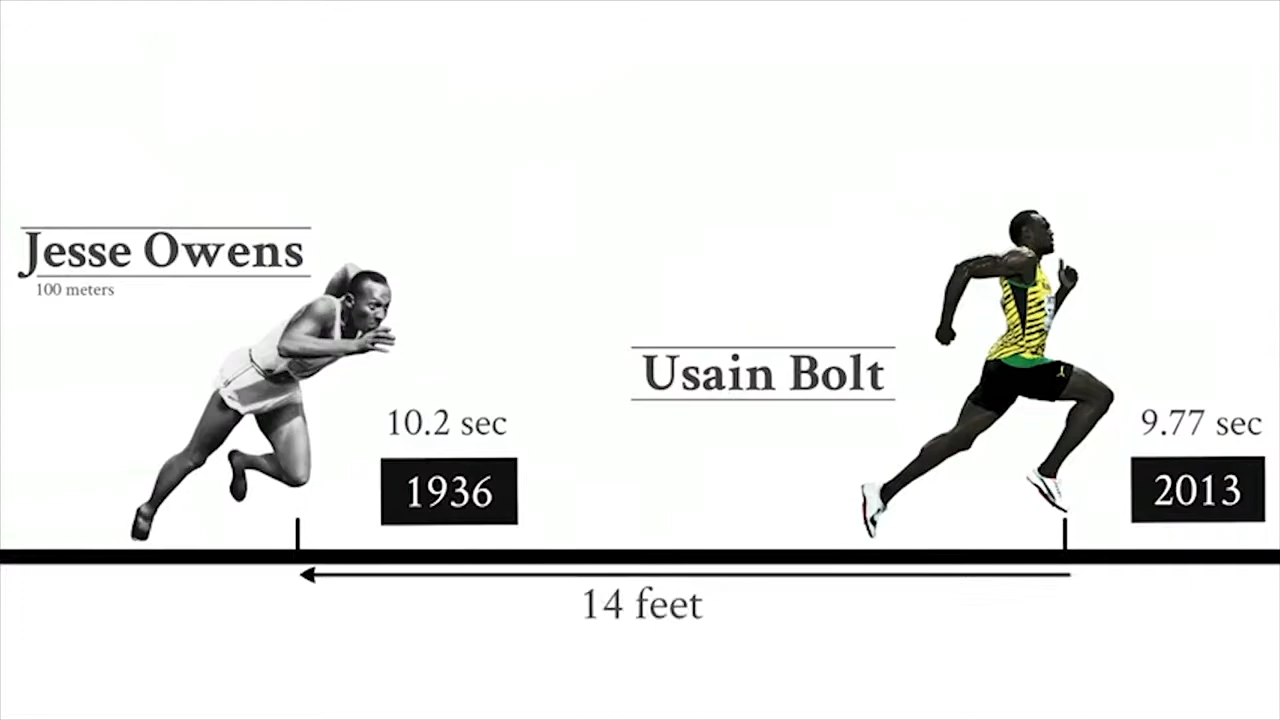 Jesse Owens
100 meters
10.2 sec
1936
Usain Bolt
9.77 sec
2013
14 feet